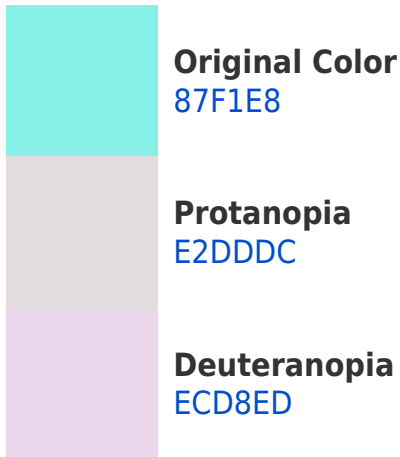 Original Color
87F1E8
Protanopia
E2DDDC
Deuteranopia
ECD8ED